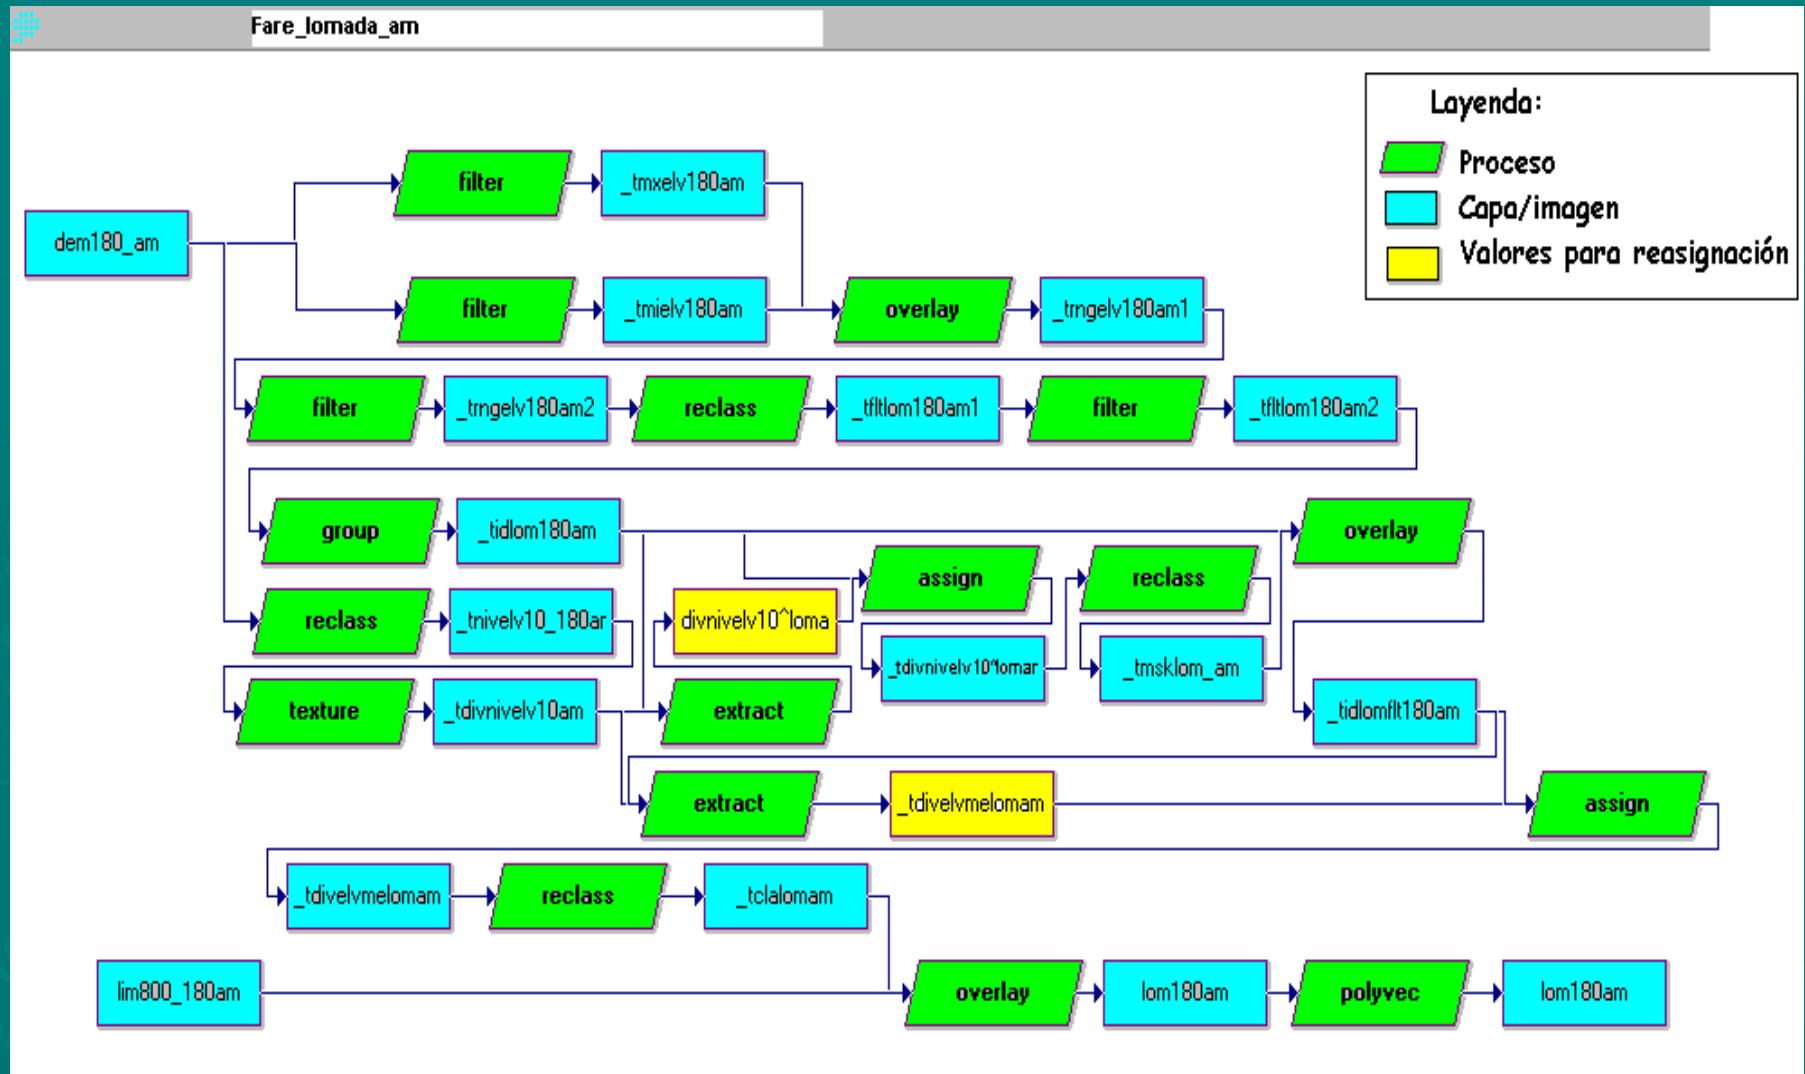 Fare_lomada_am
Layenda:
Proceso
Capa/imagen
Valores para reasignación
filter
_tmxelv180am
dem180_am
filter
_tmielv180am
overlay
_trngelv180am1
filter
_trngelv180am2
reclass
_tfltlom180am1
filter
_tfltlom180am2
group
_tidlom180am
overlay
assign
reclass
reclass
_tnivelv10_180ar
divnivelv10^loma
_tdivnivelv10^lomar
_tmsklom_am
texture
_tdivnivelv10am
extract
_tidlomflt180am
extract
_tdivelvmelomam
assign
_tdivelvmelomam
reclass
_tclalomam
lim800_180am
overlay
lom180am
polyvec
lom180am